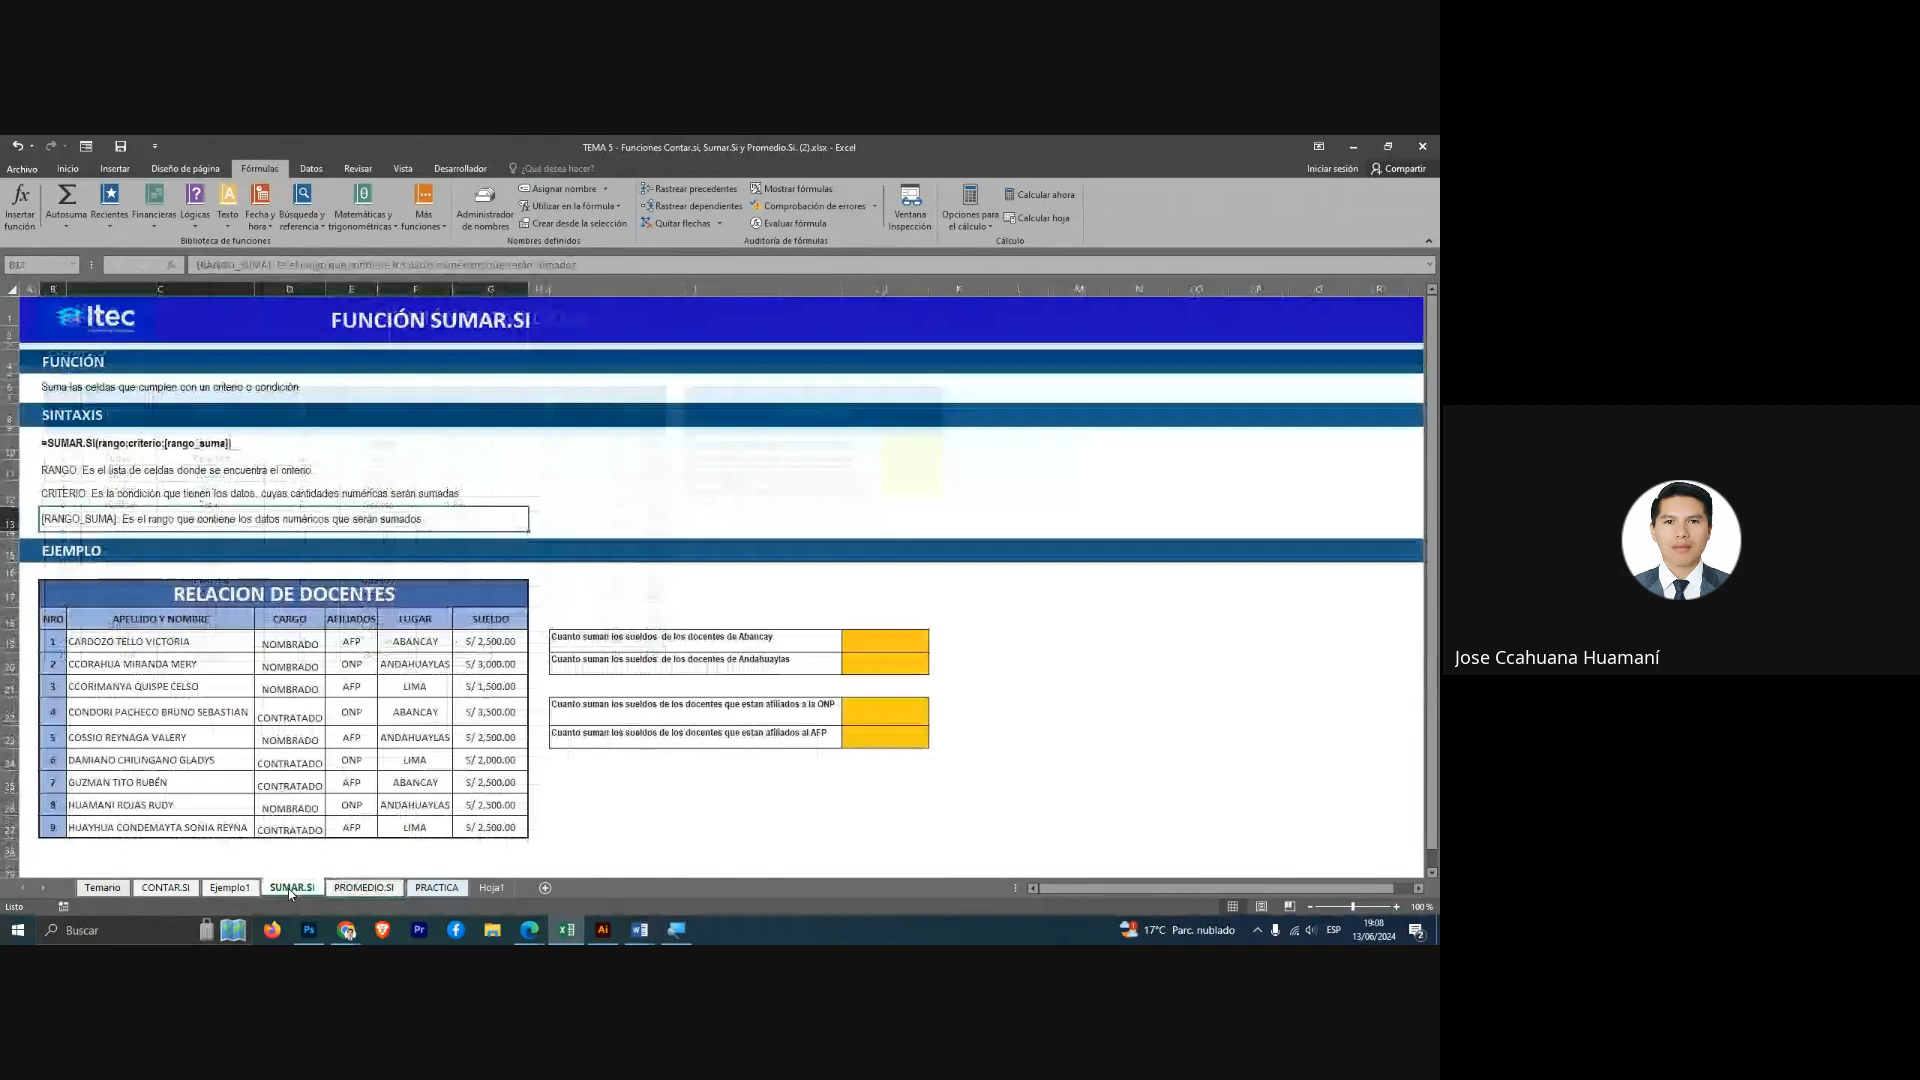 TEMA 5 - Funciones Contar.si, Sumar.Si y Promedio.Si. (2).xlsx - Excel
Archivo Inicio Insertar Diseño de página Fórmulas Datos Revisar Vista Desarrollador ¿Qué desea hacer? Iniciar sesión Compartir
Insertar función
Autosuma
Recientes
Financieras
Lógicas
Texto
Fecha y hora
Búsqueda y referencia
Matemáticas y trigonométricas
Más funciones
Biblioteca de funciones
Administrador de nombres
Asignar nombre
Utilizar en la fórmula
Crear desde la selección
Nombres definidos
Rastrear precedentes
Rastrear dependientes
Quitar flechas
Mostrar fórmulas
Comprobación de errores
Evaluar fórmula
Auditoría de fórmulas
Ventana Inspección
Opciones para el cálculo
Calcular ahora
Calcular hoja
Cálculo
Itec
FUNCIÓN SUMAR.SI
FUNCIÓN
Suma las celdas que cumplen con un criterio o condición
SINTAXIS
=SUMAR.SI(rango;criterio;[rango_suma])
RANGO: Es el lista de celdas donde se encuentra el criterio.
CRITERIO: Es la condición que tienen los datos, cuyas cantidades numéricas serán sumadas
[RANGO_SUMA]: Es el rango que contiene los datos numéricos que serán sumados
EJEMPLO
RELACION DE DOCENTES
NRO APELLIDO Y NOMBRE CARGO AFILIADOS LUGAR SUELDO
1 CARDOZO TELLO VICTORIA NOMBRADO AFP ABANCAY S/ 2,500.00
2 CCORAHUA MIRANDA MERY NOMBRADO ONP ANDAHUAYLAS S/ 3,000.00
3 CCORIMANYA QUISPE CELSO NOMBRADO AFP LIMA S/ 1,500.00
4 CONDORI PACHECO BRUNO SEBASTIAN CONTRATADO ONP ABANCAY S/ 3,500.00
5 COSSIO REYNAGA VALERY NOMBRADO AFP ANDAHUAYLAS S/ 2,500.00
6 DAMIANO CHILINGANO GLADYS CONTRATADO ONP LIMA S/ 2,000.00
7 GUZMAN TITO RUBÉN CONTRATADO AFP ABANCAY S/ 2,500.00
8 HUAMANI ROJAS RUDY NOMBRADO ONP ANDAHUAYLAS S/ 2,500.00
9 HUAYHUA CONDEMAYTA SONIA REYNA CONTRATADO AFP LIMA S/ 2,500.00
Cuanto suman los sueldos de los docentes de Abancay
Cuanto suman los sueldos de los docentes de Andahuaylas
Cuanto suman los sueldos de los docentes que estan afiliados a la ONP
Cuanto suman los sueldos de los docentes que estan afiliados al AFP
Jose Ccahuana Huamaní
Temario CONTAR.SI Ejemplo1 SUMAR.SI PROMEDIO.SI PRACTICA Hoja1
Listo
100 %
Buscar
17°C Parc. nublado
ESP
19:08
13/06/2024